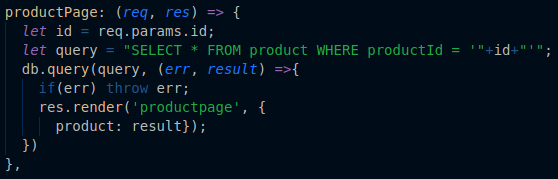 productPage: (req, res) => {
let id = req.params.id;
let query = "SELECT * FROM product WHERE productId = '"+id+"'";
db.query(query, (err, result) =>{
if(err) throw err;
res.render('productpage', {
product: result});
})
},